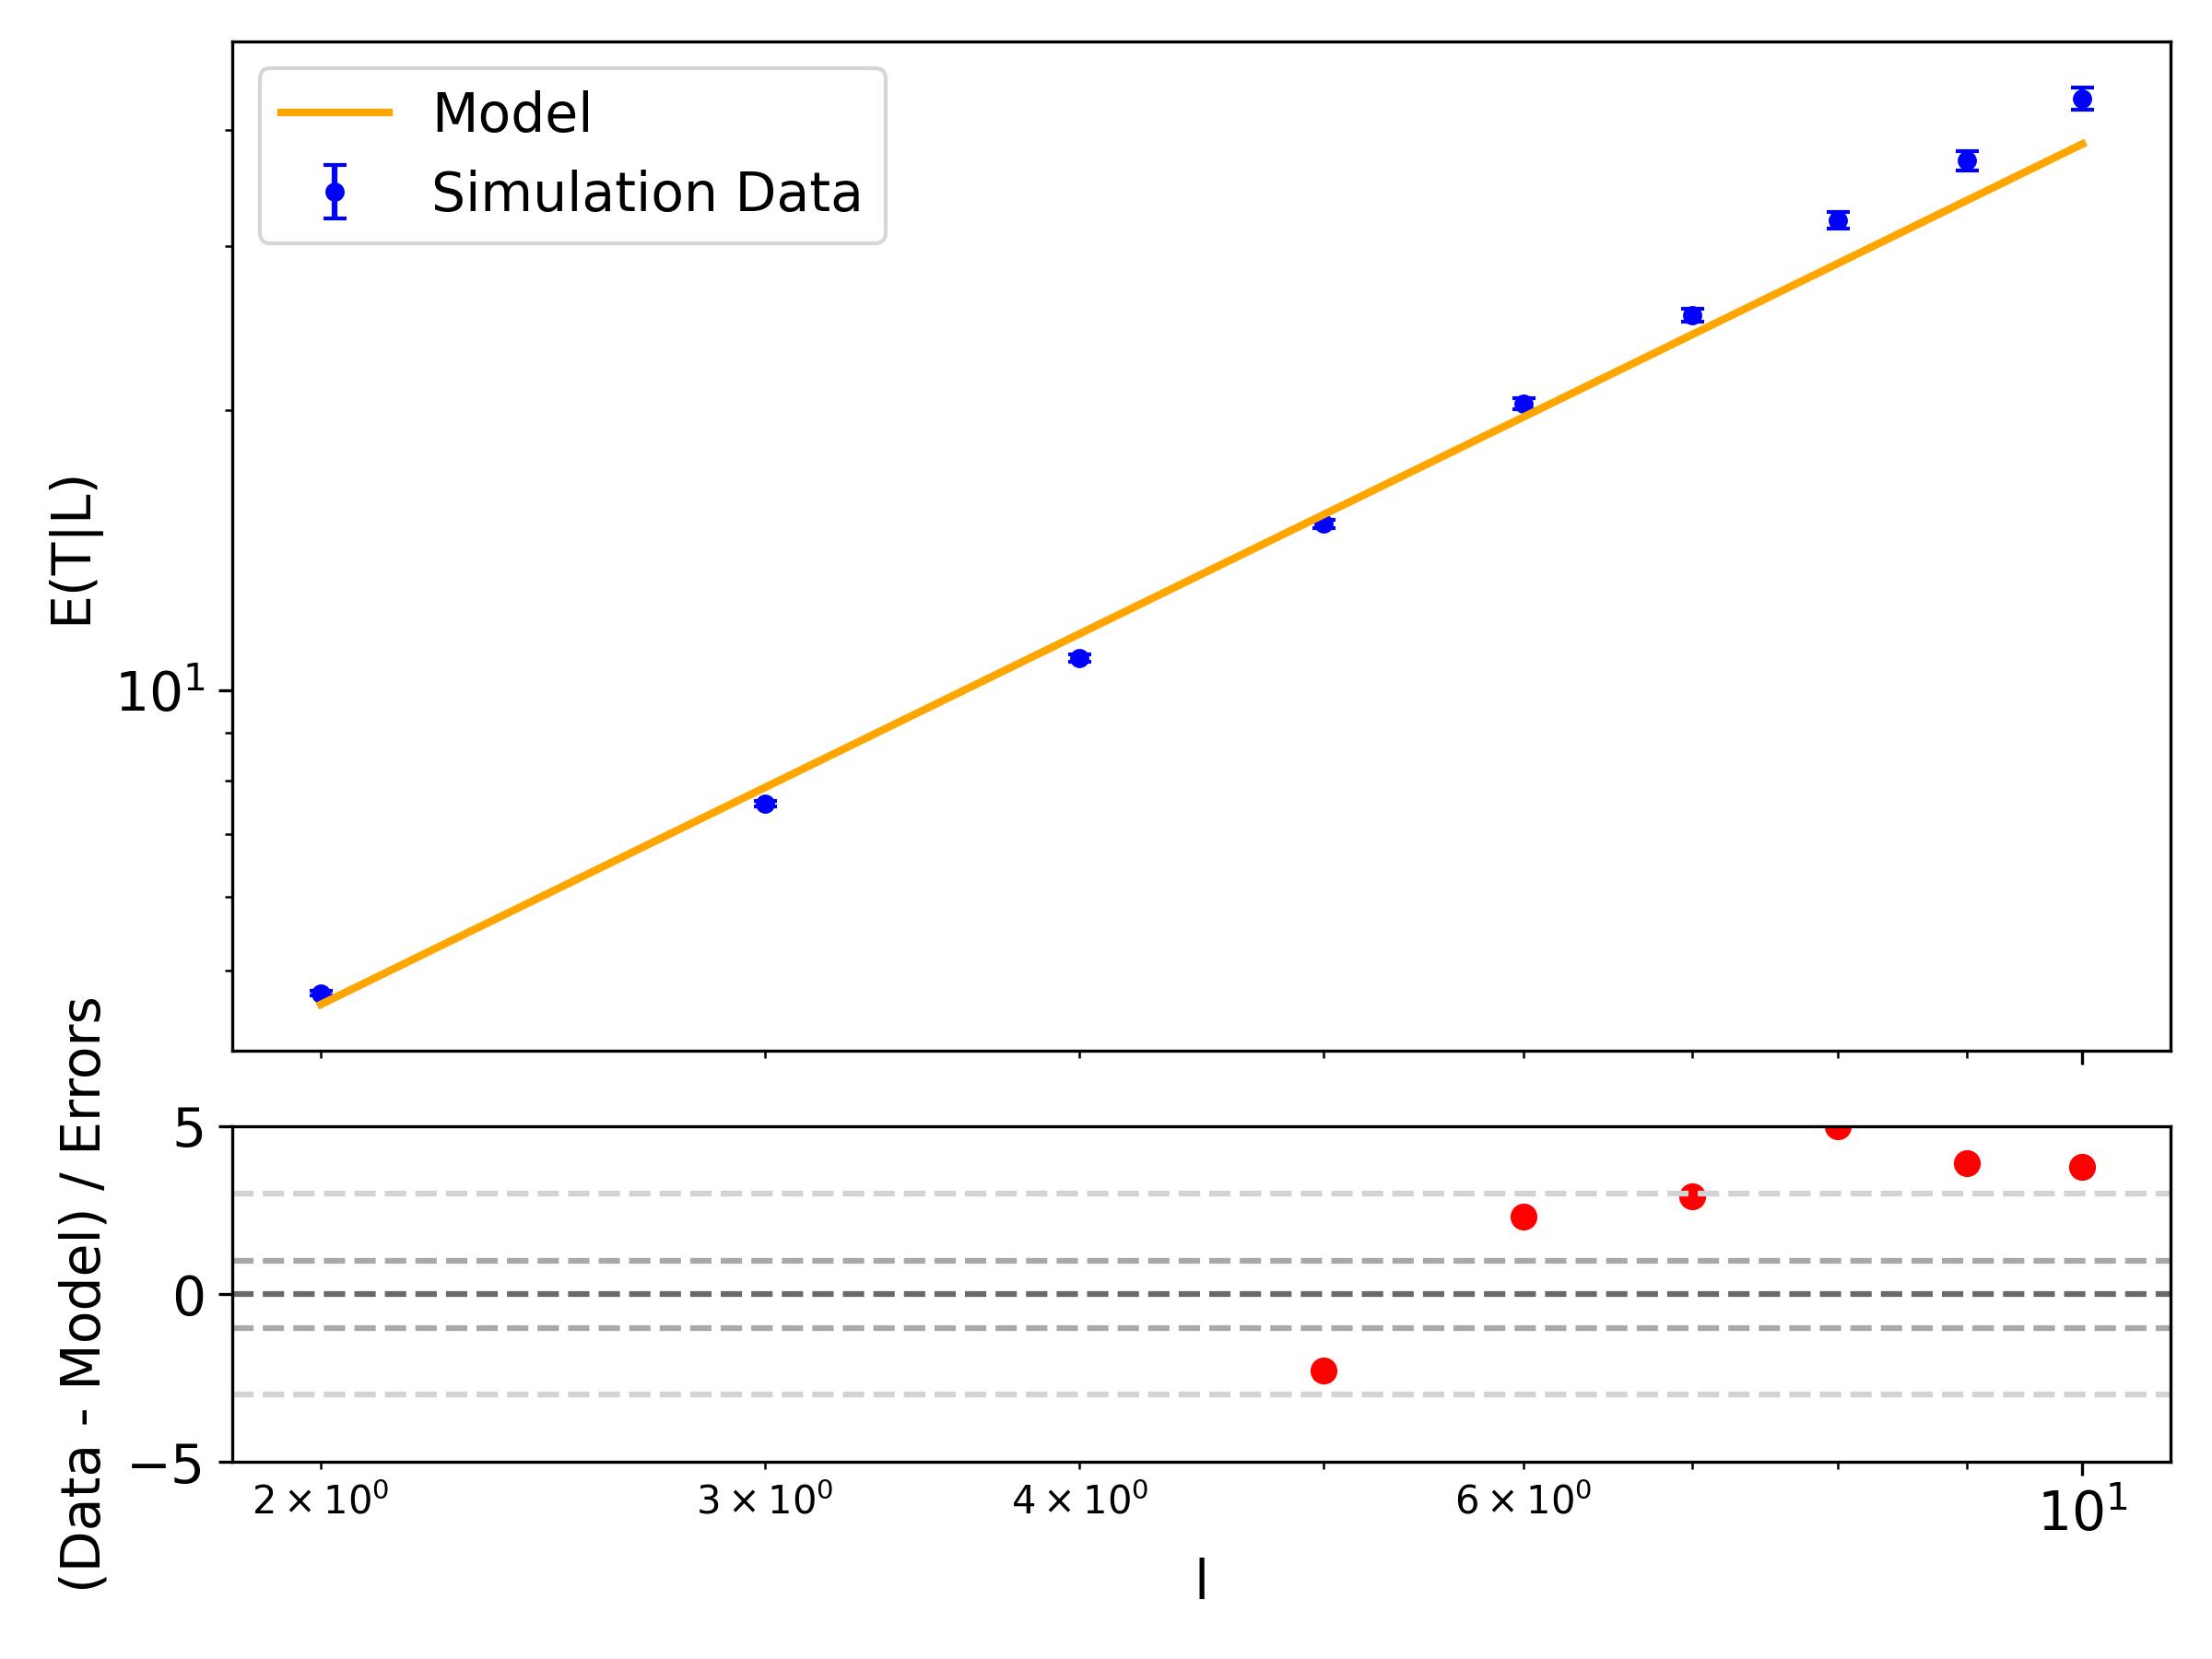 Model
Simulation Data
E(T|L)
10¹
(Data - Model) / Errors
5
0
−5
2 × 10⁰
3 × 10⁰
4 × 10⁰
6 × 10⁰
10¹
l